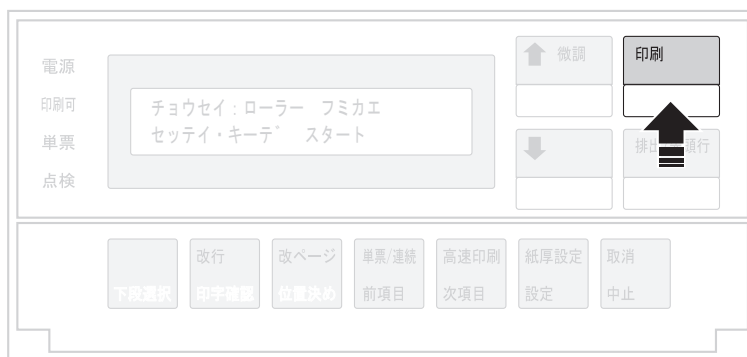 電源
印刷可
単票
点検
チョウセイ:ローラー フミカエ
セッテイ・キーデ゛ スタート
微調
印刷
排出 頭行
改行
改ページ
単票/連続
高速印刷
紙厚設定
取消
下段選択
印字確認
位置決め
前項目
次項目
設定
中止